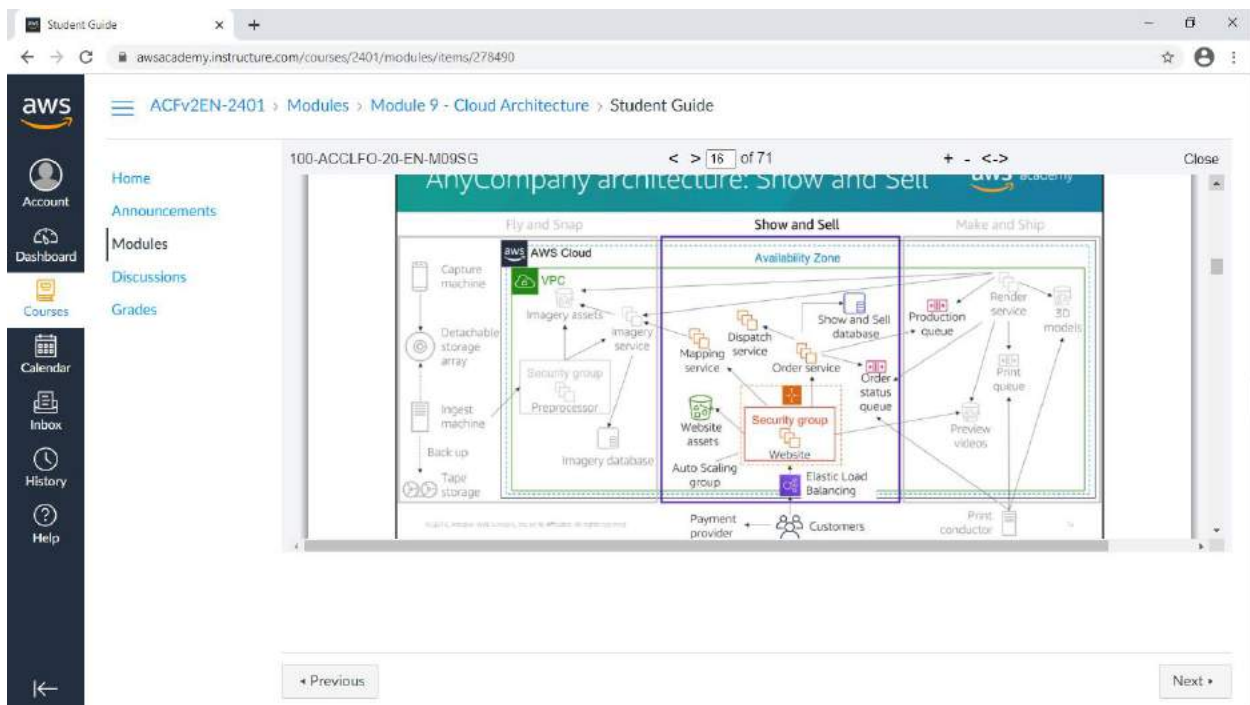 Student Guide
awsacademy.instructure.com/courses/2401/modules/items/278490
aws
ACFv2EN-2401 > Modules > Module 9 - Cloud Architecture > Student Guide
Account
Dashboard
Courses
Calendar
Inbox
History
Help
Home
Announcements
Modules
Discussions
Grades
100-ACCLFO-20-EN-M09SG
< > 16 of 71
+ - <->
Close
AnyCompany architecture: Show and Sell
aws academy
Fly and Snap
Show and Sell
Make and Ship
aws AWS Cloud
Availability Zone
VPC
Capture
machine
Detachable
storage
array
Ingest
machine
Back up
Tape
storage
Imagery assets
Imagery
service
Security group
Preprocessor
Imagery database
Mapping
service
Dispatch
service
Show and Sell
database
Order service
Order
status
queue
Website
assets
Security group
Website
Auto Scaling
group
Elastic Load
Balancing
Payment
provider
Customers
Production
queue
Render
service
3D
models
Print
queue
Preview
videos
Print
conductor
◂ Previous
Next ▸